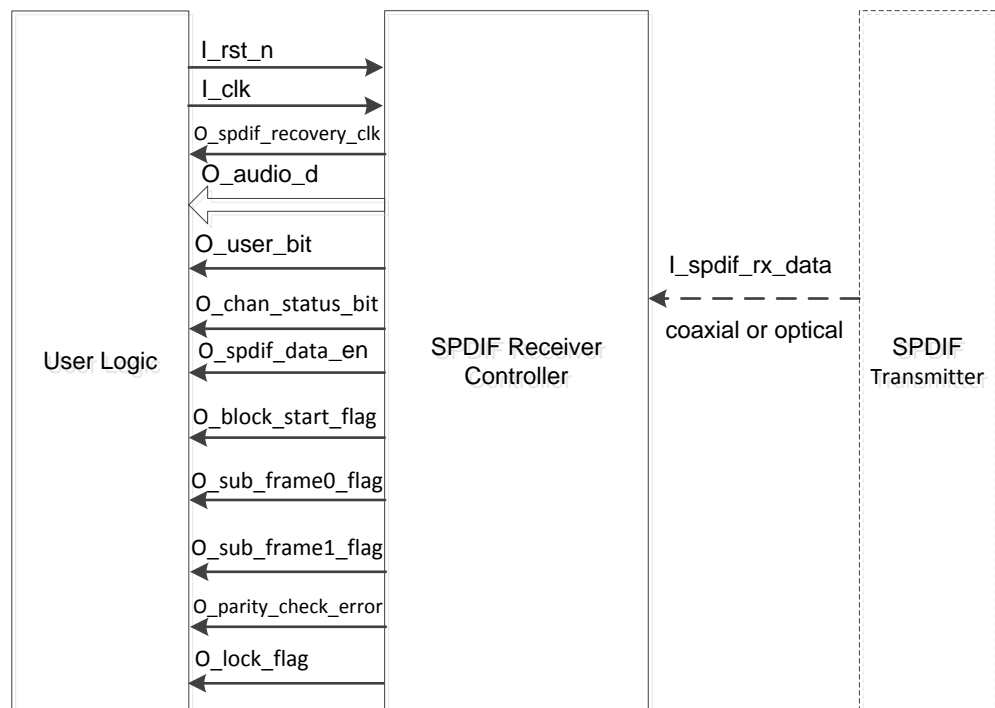 I_rst_n
I_clk
O_spdif_recovery_clk
O_audio_d
O_user_bit
O_chan_status_bit
O_spdif_data_en
O_block_start_flag
O_sub_frame0_flag
O_sub_frame1_flag
O_parity_check_error
O_lock_flag
User Logic
SPDIF Receiver
Controller
I_spdif_rx_data
coaxial or optical
SPDIF
Transmitter